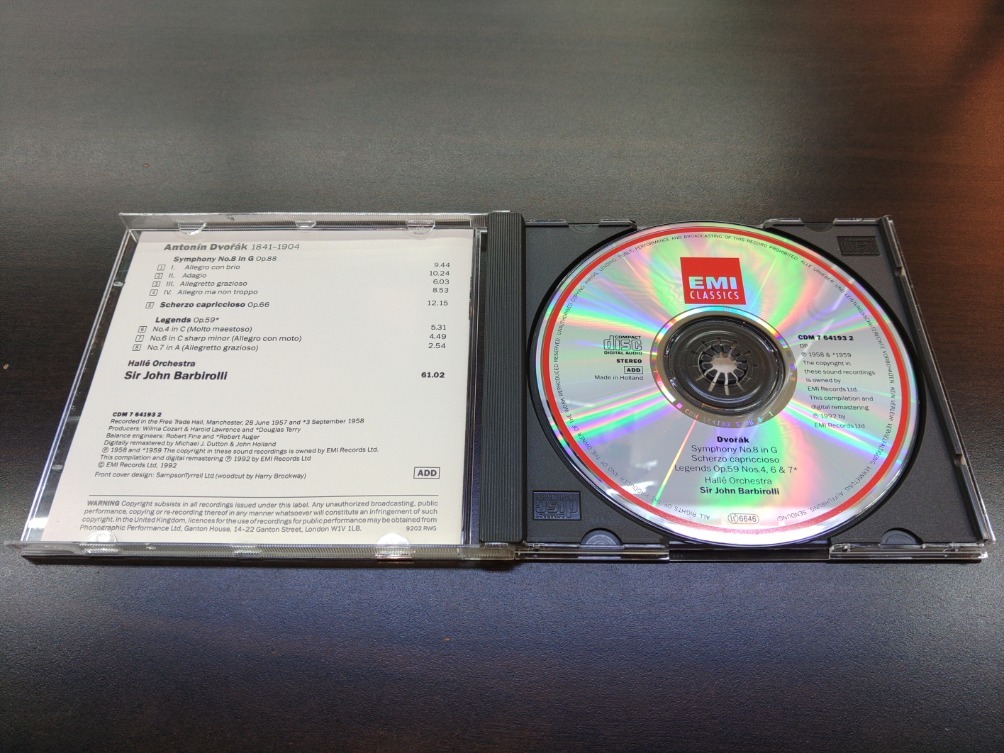 Antonín Dvořák 1841–1904
Symphony No.8 in G Op.88
1 I. Allegro con brio 9.44
2 II. Adagio 10.24
3 III. Allegretto grazioso 6.03
4 IV. Allegro ma non troppo 8.53
5 Scherzo capriccioso Op.66 12.15
Legends Op.59*
6 No.4 in C (Molto maestoso) 5.31
7 No.6 in C sharp minor (Allegro con moto) 4.49
8 No.7 in A (Allegretto grazioso) 2.54
Hallé Orchestra
Sir John Barbirolli 61.02
CDM 7 64193 2
Recorded in the Free Trade Hall, Manchester, 28 June 1957 and *3 September 1958
Producers: Wilma Cozart & Harold Lawrence and *Douglas Terry
Balance engineers: Robert Fine and *Robert Auger
Digitally remastered by Michael J. Dutton & John Holland
℗ 1958 and *1959 The copyright in these sound recordings is owned by EMI Records Ltd.
This compilation and digital remastering ℗ 1992 by EMI Records Ltd
© EMI Records Ltd, 1992
Front cover design: SampsonTyrrell Ltd (woodcut by Harry Brockway)
ADD
WARNING Copyright subsists in all recordings issued under this label. Any unauthorized broadcasting, public
performance, copying or re-recording thereof in any manner whatsoever will constitute an infringement of such
copyright. In the United Kingdom, licences for the use of recordings for public performance may be obtained from
Phonographic Performance Ltd, Ganton House, 14–22 Ganton Street, London W1V 1LB. 9202 RWG
EMI
CLASSICS
COMPACT
disc
DIGITAL AUDIO
STEREO
ADD
Made in Holland
CDM 7 64193 2
℗ 1958 & *1959
The copyright in
these sound recordings
is owned by
EMI Records Ltd.
This compilation and
digital remastering
℗ 1992 by
EMI Records Ltd
Dvořák
Symphony No.8 in G
Scherzo capriccioso
Legends Op.59 Nos.4, 6 & 7*
Hallé Orchestra
Sir John Barbirolli
6646